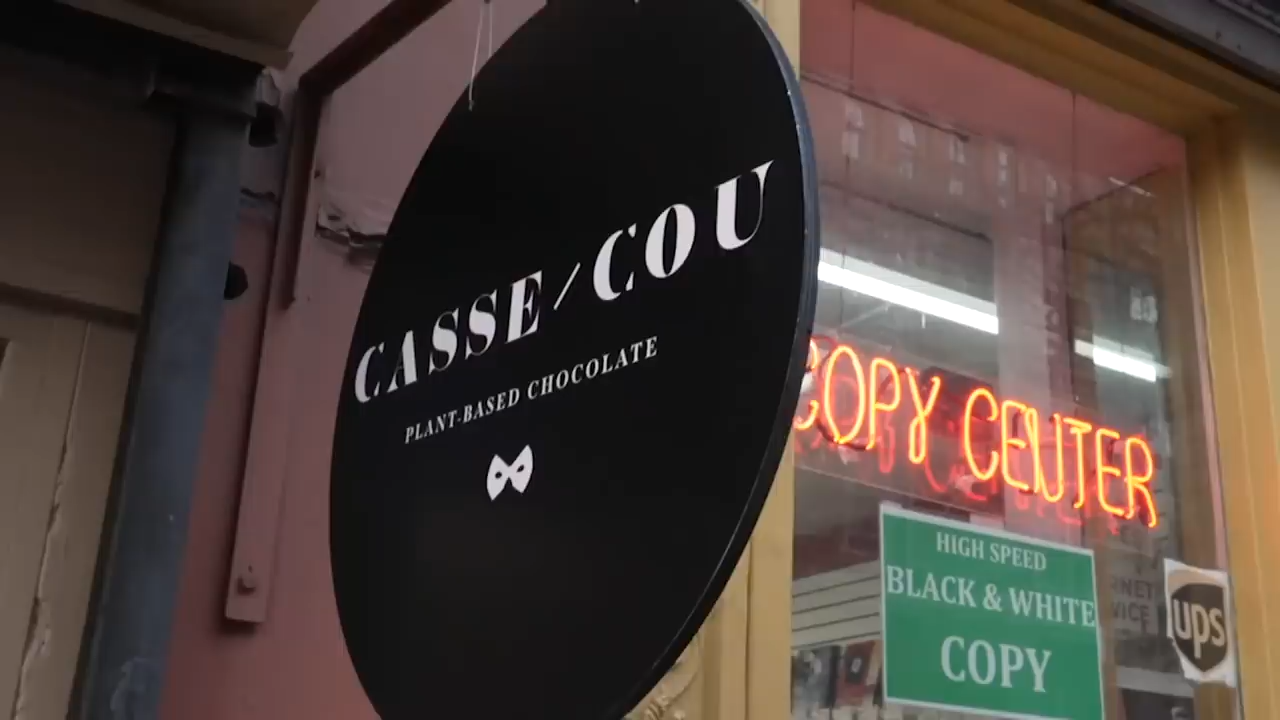 CASSE/COU
PLANT-BASED CHOCOLATE
COPY CENTER
HIGH SPEED
BLACK & WHITE
COPY
ups